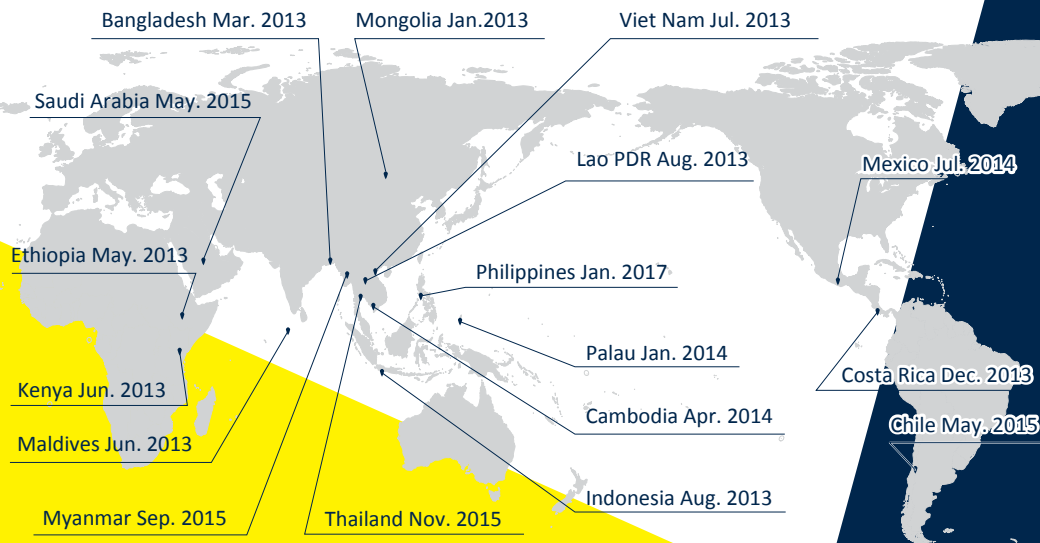 Bangladesh Mar. 2013
Mongolia Jan.2013
Viet Nam Jul. 2013
Saudi Arabia May. 2015
Lao PDR Aug. 2013
Mexico Jul. 2014
Ethiopia May. 2013
Philippines Jan. 2017
Palau Jan. 2014
Costa Rica Dec. 2013
Kenya Jun. 2013
Cambodia Apr. 2014
Chile May. 2015
Maldives Jun. 2013
Indonesia Aug. 2013
Myanmar Sep. 2015
Thailand Nov. 2015